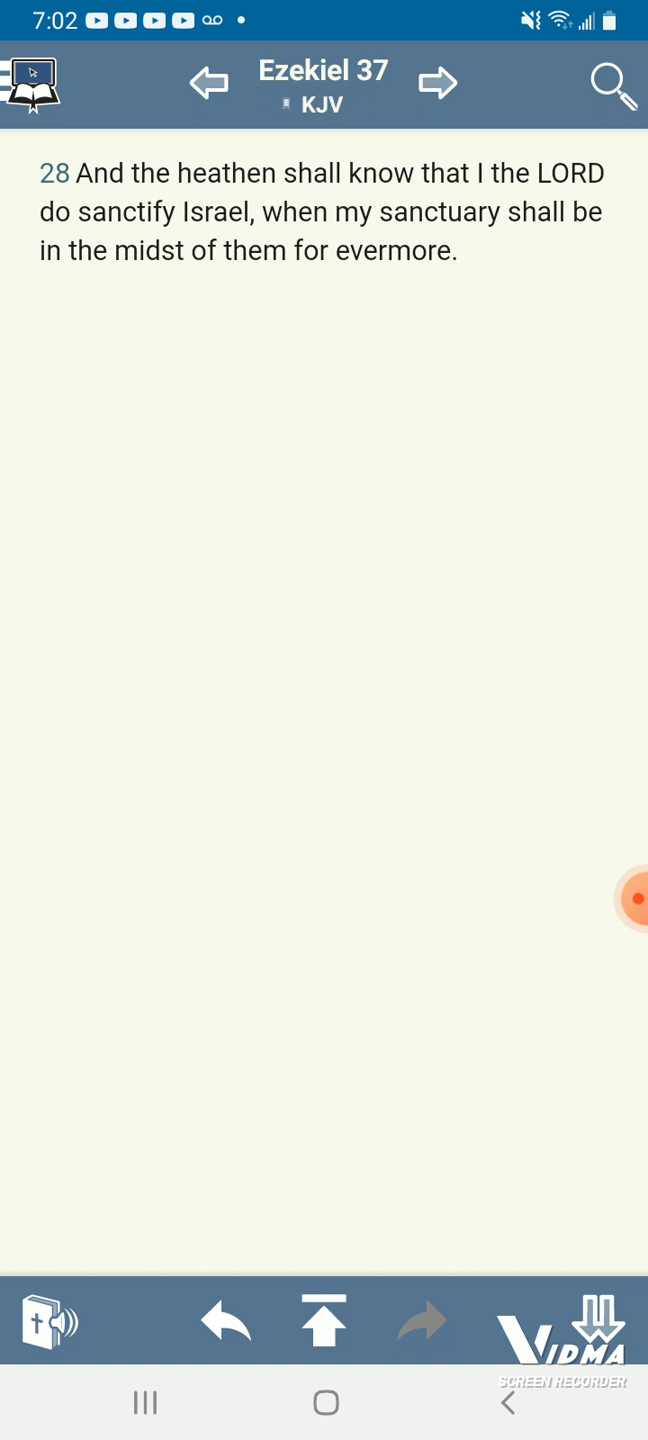 7:02
Ezekiel 37
KJV
28 And the heathen shall know that I the LORD
do sanctify Israel, when my sanctuary shall be
in the midst of them for evermore.
VIDMA
SCREEN RECORDER